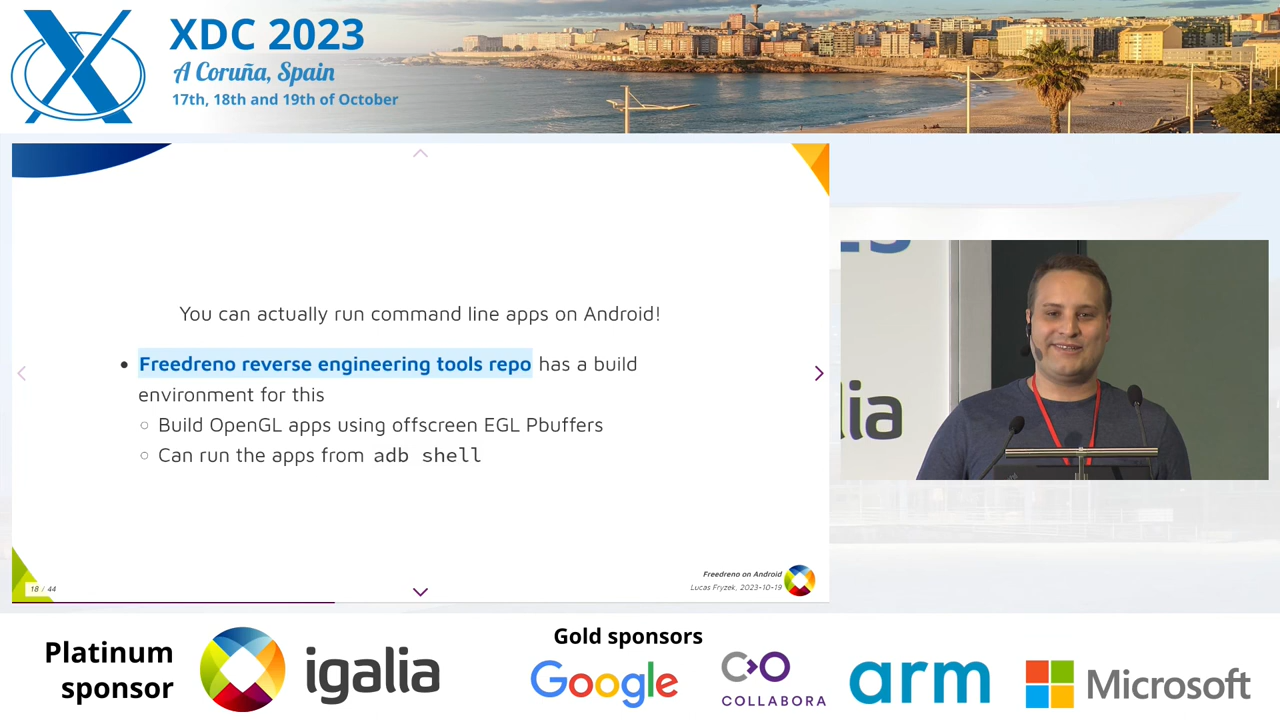 XDC 2023
A Coruña, Spain
17th, 18th and 19th of October
You can actually run command line apps on Android!
• Freedreno reverse engineering tools repo has a build
environment for this
○ Build OpenGL apps using offscreen EGL Pbuffers
○ Can run the apps from adb shell
18 / 44
Freedreno on Android
Lucas Fryzek, 2023-10-19
lia
Platinum
sponsor
igalia
Gold sponsors
Google
COLLABORA
arm
Microsoft